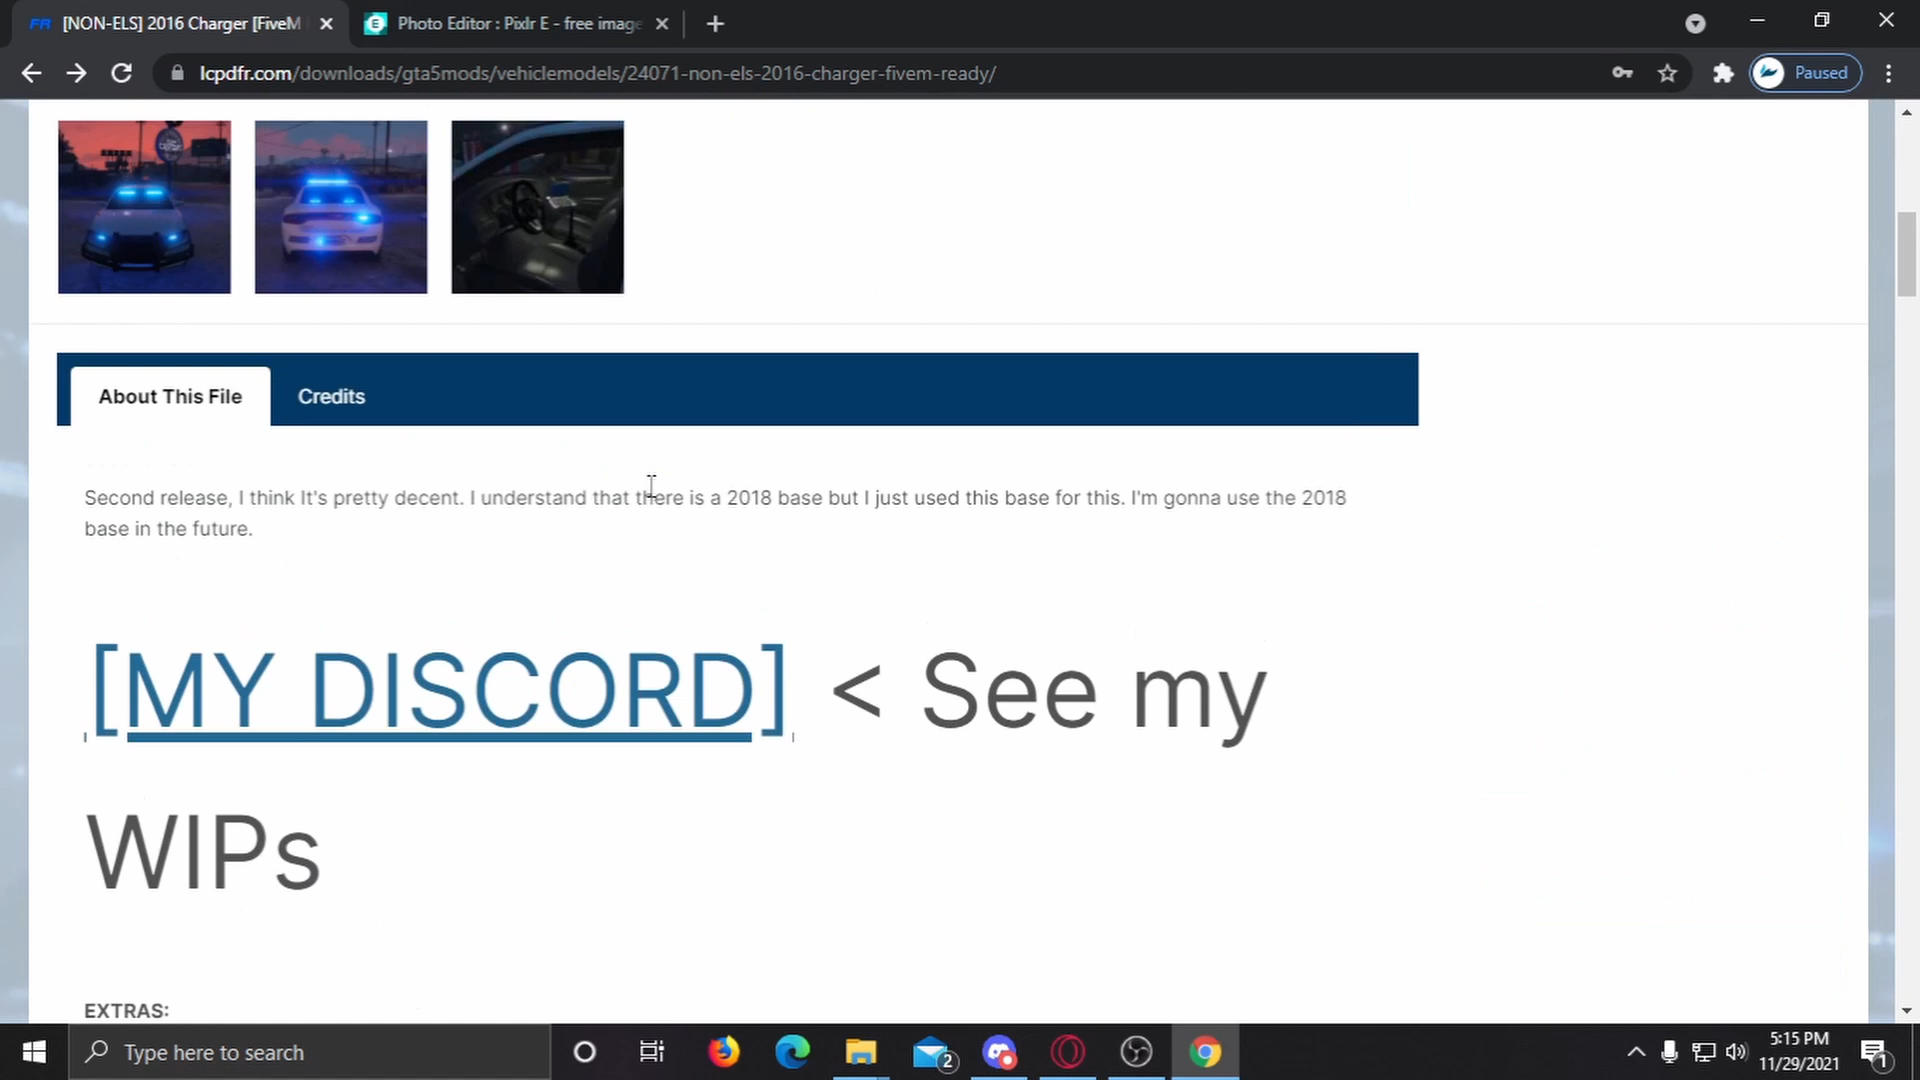 [NON-ELS] 2016 Charger [FiveM
Photo Editor : Pixlr E - free image
lcpdfr.com/downloads/gta5mods/vehiclemodels/24071-non-els-2016-charger-fivem-ready/
Paused
About This File
Credits
Second release, I think It's pretty decent. I understand that there is a 2018 base but I just used this base for this. I'm gonna use the 2018
base in the future.
[MY DISCORD] < See my
WIPs
EXTRAS:
Type here to search
2
5:15 PM
11/29/2021
1